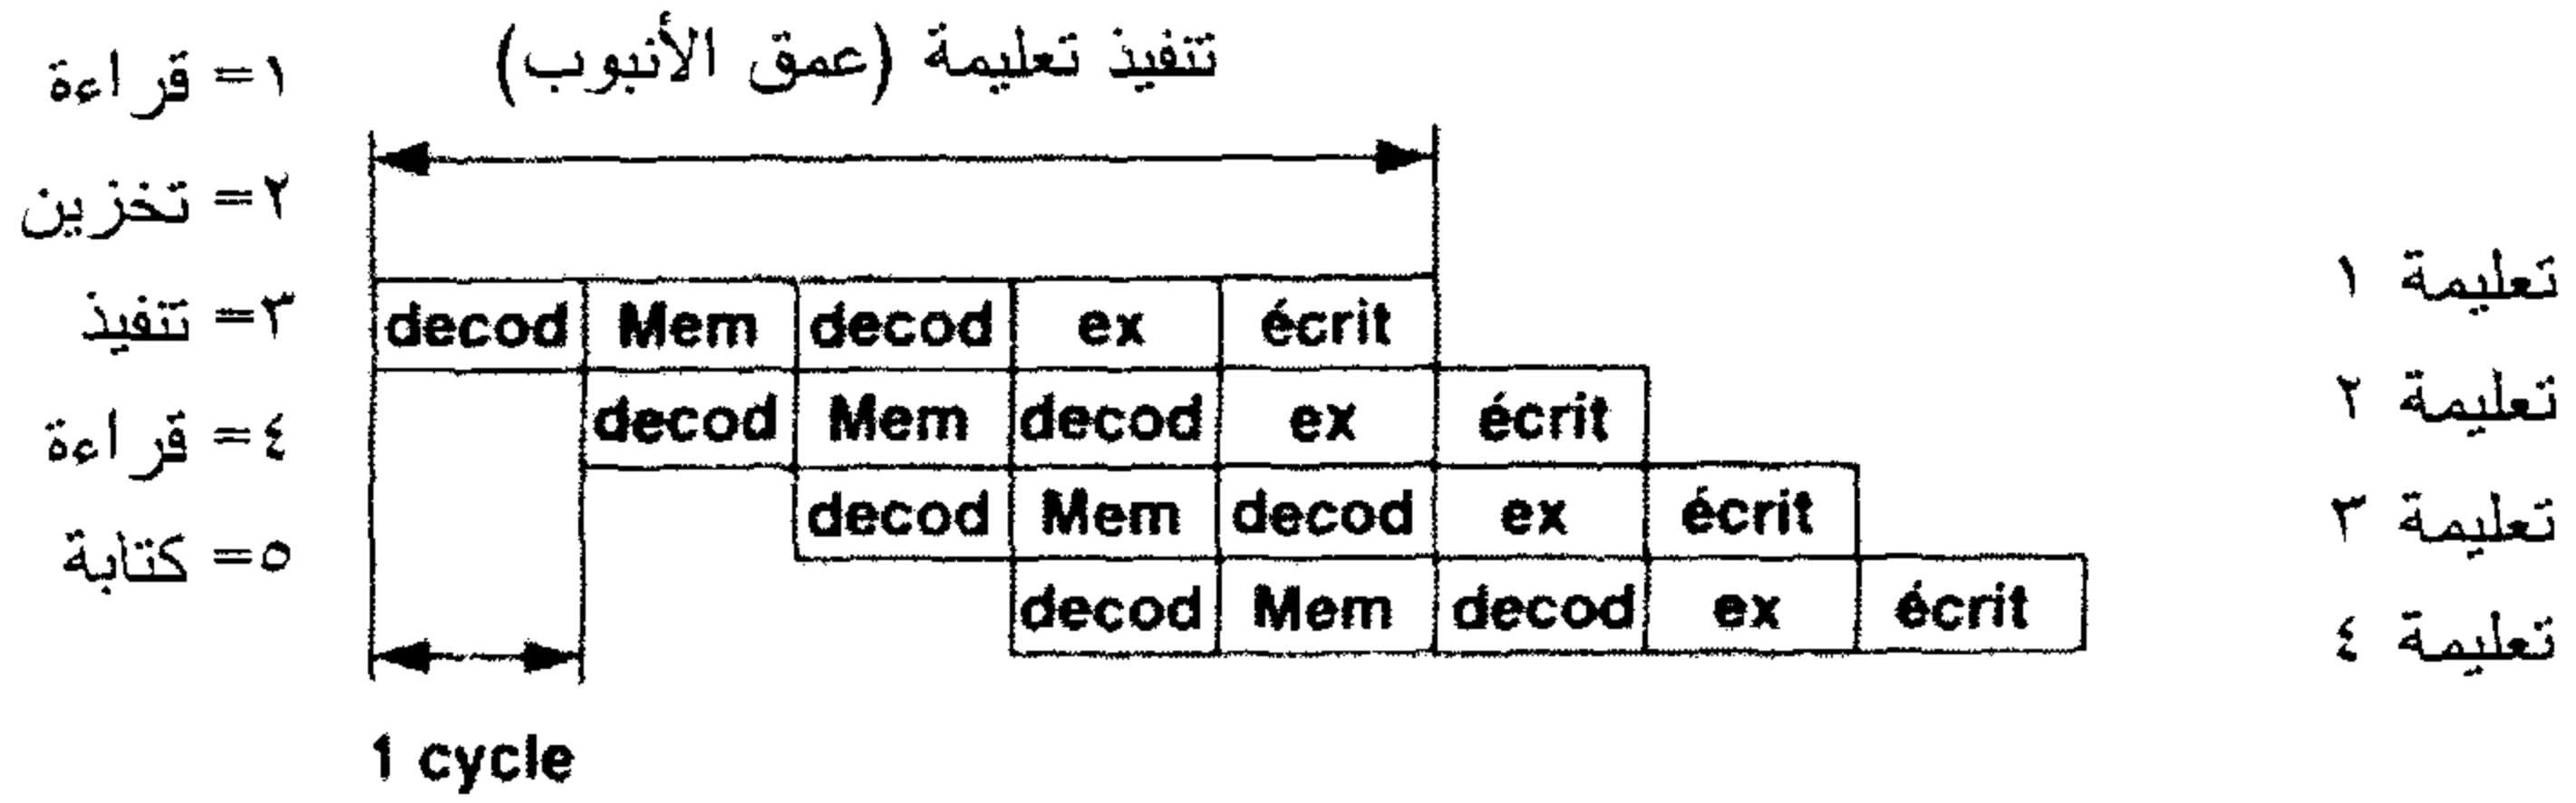 تنفيذ تعليمة (عمق الأنبوب)
١= قراءة
٢= تخزين
٣= تنفيذ
٤= قراءة
٥= كتابة
decod Mem decod ex écrit
تعليمة ١
decod Mem decod ex écrit
تعليمة ٢
decod Mem decod ex écrit
تعليمة ٣
decod Mem decod ex écrit
تعليمة ٤
1 cycle